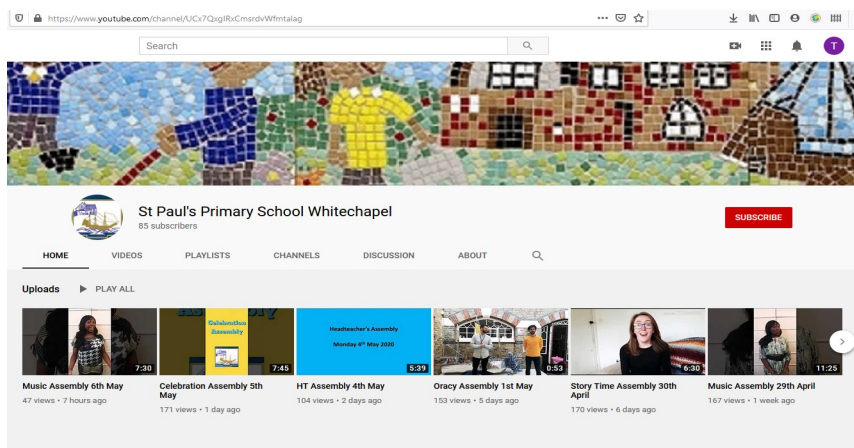 https://www.youtube.com/channel/UCx7QxglRxCmsrdvWfmtalag
Search
T
St Paul's Primary School Whitechapel
85 subscribers
SUBSCRIBE
HOME VIDEOS PLAYLISTS CHANNELS DISCUSSION ABOUT
Uploads PLAY ALL
7:30
Celebration
Assembly
7:45
Headteacher's Assembly
Monday 4th May 2020
5:39
0:53
6:30
11:25
Music Assembly 6th May
47 views • 7 hours ago
Celebration Assembly 5th
May
171 views • 1 day ago
HT Assembly 4th May
104 views • 2 days ago
Oracy Assembly 1st May
153 views • 5 days ago
Story Time Assembly 30th
April
170 views • 6 days ago
Music Assembly 29th April
167 views • 1 week ago